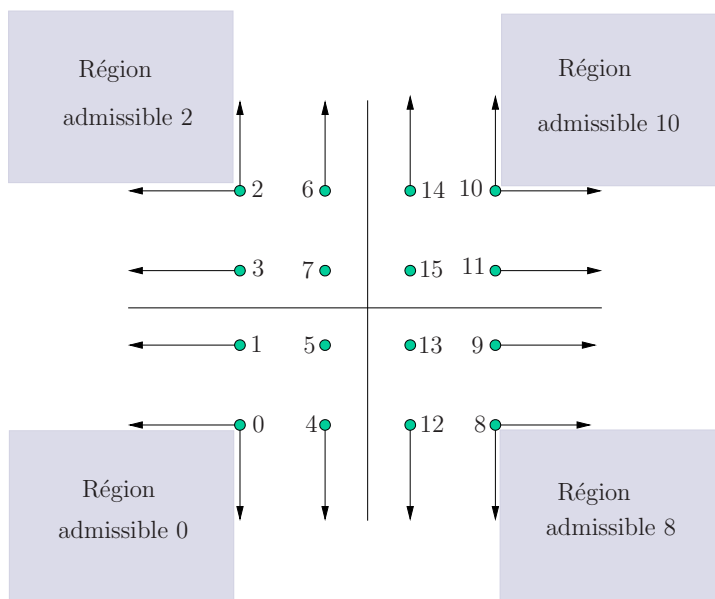 Région
admissible 2
Région
admissible 10
2 6 14 10
3 7 15 11
1 5 13 9
0 4 12 8
Région
admissible 0
Région
admissible 8